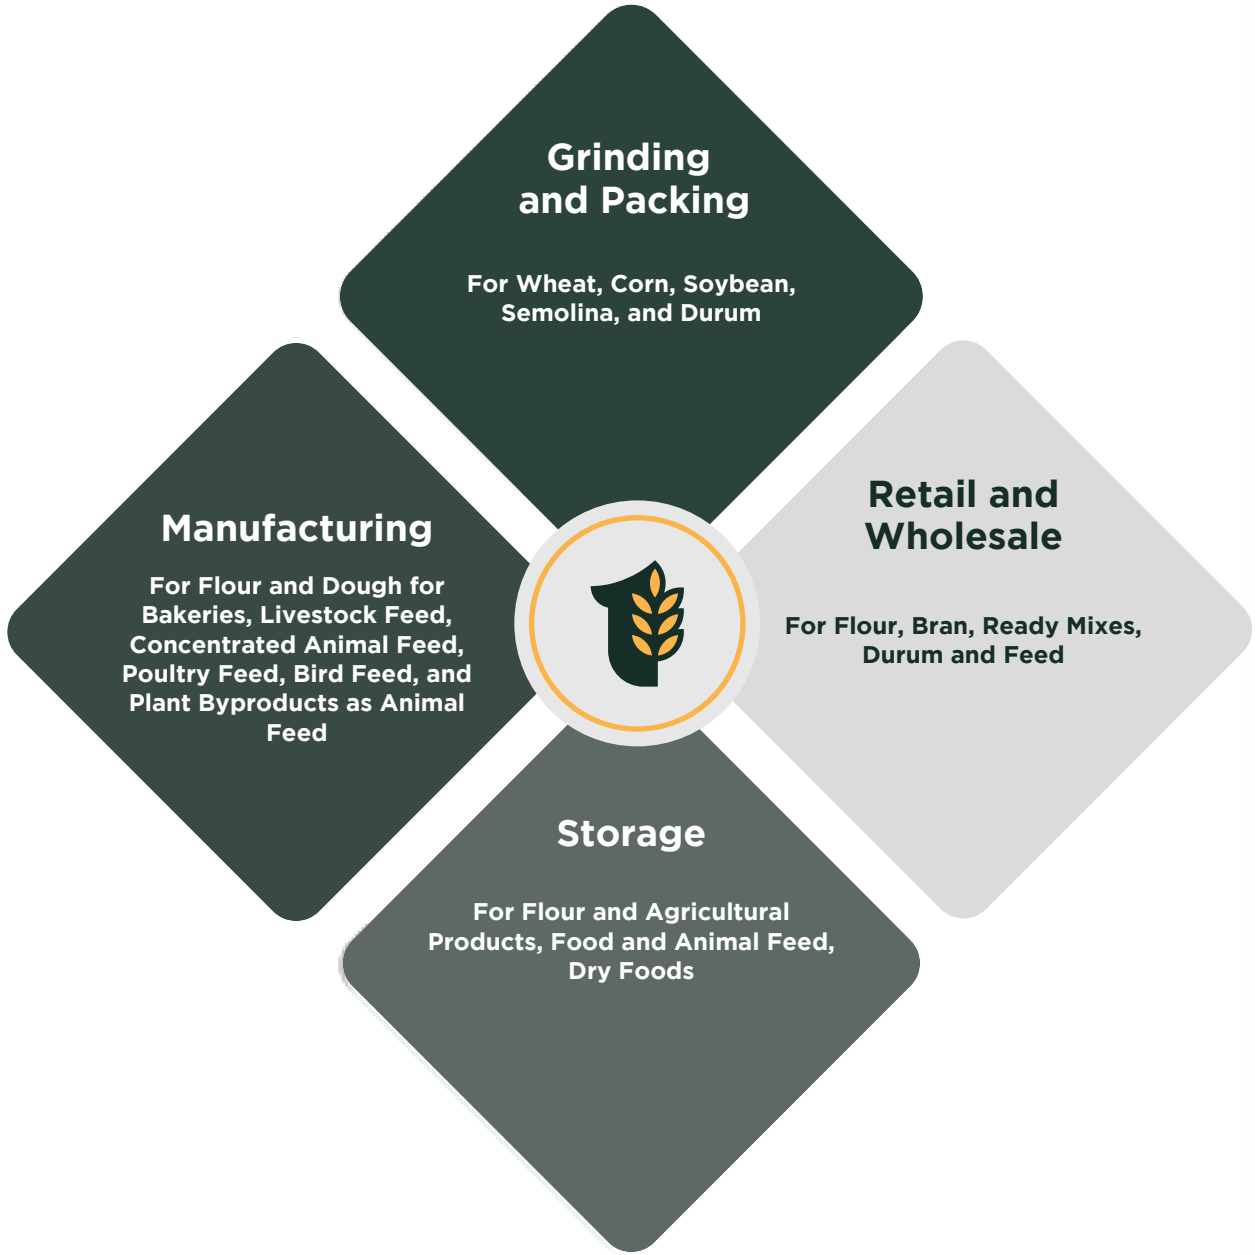 Grinding
and Packing
For Wheat, Corn, Soybean,
Semolina, and Durum
Manufacturing
For Flour and Dough for
Bakeries, Livestock Feed,
Concentrated Animal Feed,
Poultry Feed, Bird Feed, and
Plant Byproducts as Animal
Feed
Retail and
Wholesale
For Flour, Bran, Ready Mixes,
Durum and Feed
Storage
For Flour and Agricultural
Products, Food and Animal Feed,
Dry Foods